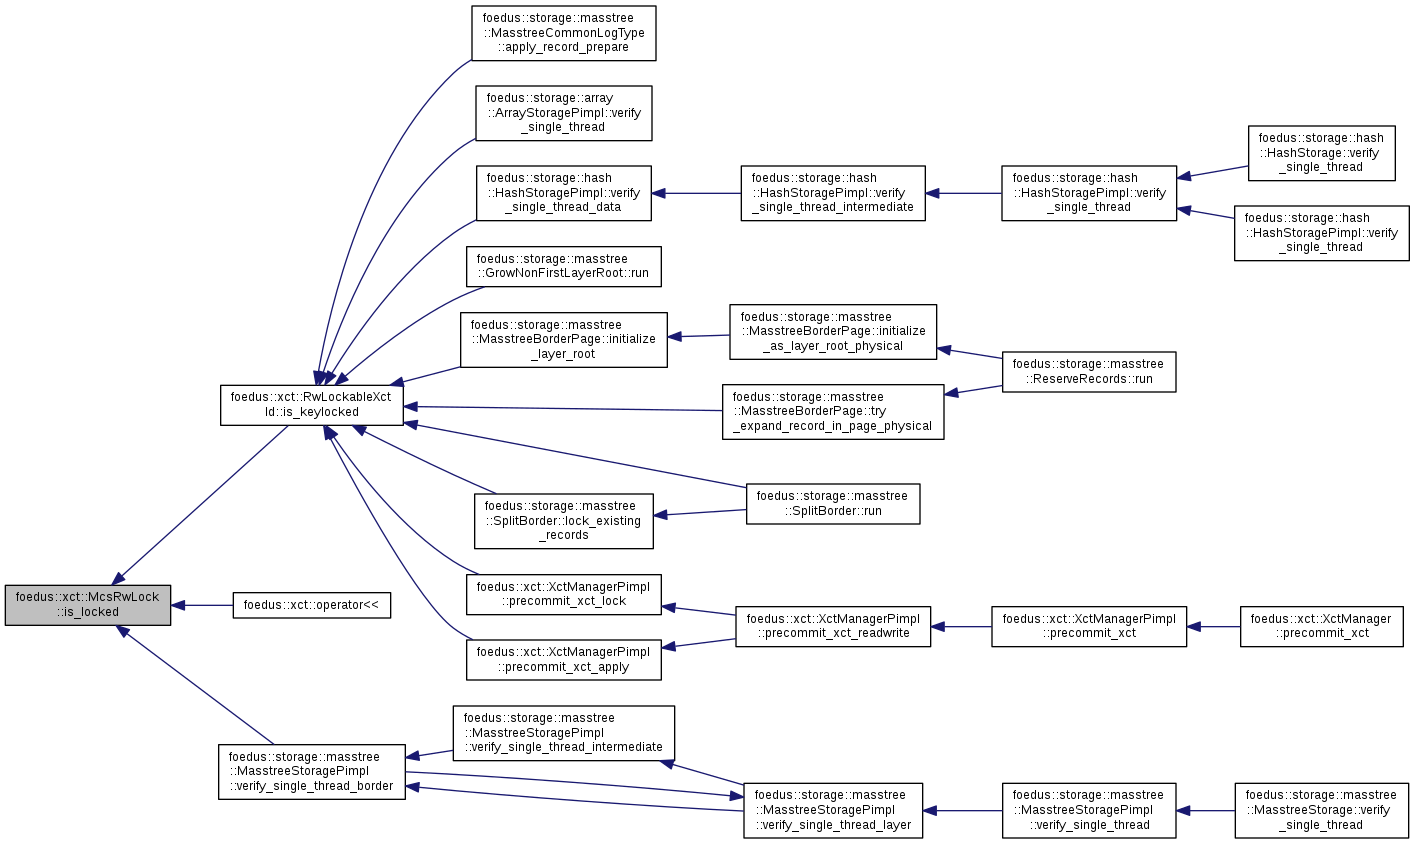 foedus::storage::masstree
::MasstreeCommonLogType
::apply_record_prepare
foedus::storage::array
::ArrayStoragePimpl::verify
_single_thread
foedus::storage::hash
::HashStoragePimpl::verify
_single_thread_data
foedus::storage::hash
::HashStoragePimpl::verify
_single_thread_intermediate
foedus::storage::hash
::HashStoragePimpl::verify
_single_thread
foedus::storage::hash
::HashStorage::verify
_single_thread
foedus::storage::hash
::HashStoragePimpl::verify
_single_thread
foedus::storage::masstree
::GrowNonFirstLayerRoot::run
foedus::storage::masstree
::MasstreeBorderPage::initialize
_layer_root
foedus::storage::masstree
::MasstreeBorderPage::initialize
_as_layer_root_physical
foedus::storage::masstree
::ReserveRecords::run
foedus::xct::RwLockableXct
Id::is_keylocked
foedus::storage::masstree
::MasstreeBorderPage::try
_expand_record_in_page_physical
foedus::storage::masstree
::SplitBorder::lock_existing
_records
foedus::storage::masstree
::SplitBorder::run
foedus::xct::McsRwLock
::is_locked
foedus::xct::operator<<
foedus::xct::XctManagerPimpl
::precommit_xct_lock
foedus::xct::XctManagerPimpl
::precommit_xct_apply
foedus::xct::XctManagerPimpl
::precommit_xct_readwrite
foedus::xct::XctManagerPimpl
::precommit_xct
foedus::xct::XctManager
::precommit_xct
foedus::storage::masstree
::MasstreeStoragePimpl
::verify_single_thread_border
foedus::storage::masstree
::MasstreeStoragePimpl
::verify_single_thread_intermediate
foedus::storage::masstree
::MasstreeStoragePimpl
::verify_single_thread_layer
foedus::storage::masstree
::MasstreeStoragePimpl
::verify_single_thread
foedus::storage::masstree
::MasstreeStorage::verify
_single_thread